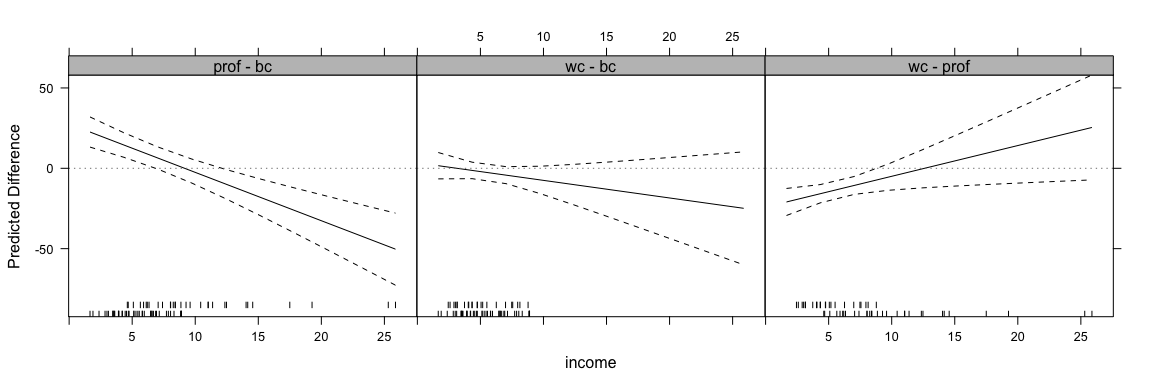 5 10 15 20 25
prof - bc wc - bc wc - prof
50
0
-50
Predicted Difference
5 10 15 20 25 5 10 15 20 25
income